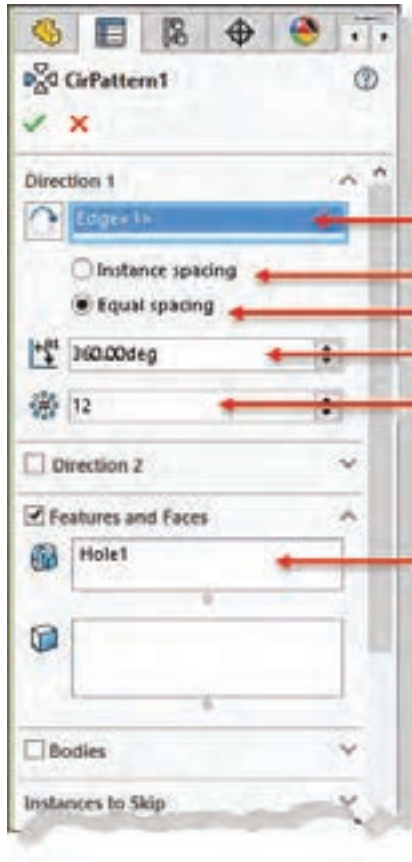 CirPattern1
Direction 1
Edge<1>
Instance spacing
Equal spacing
360.00deg
12
Direction 2
Features and Faces
Hole1
Bodies
Instances to Skip